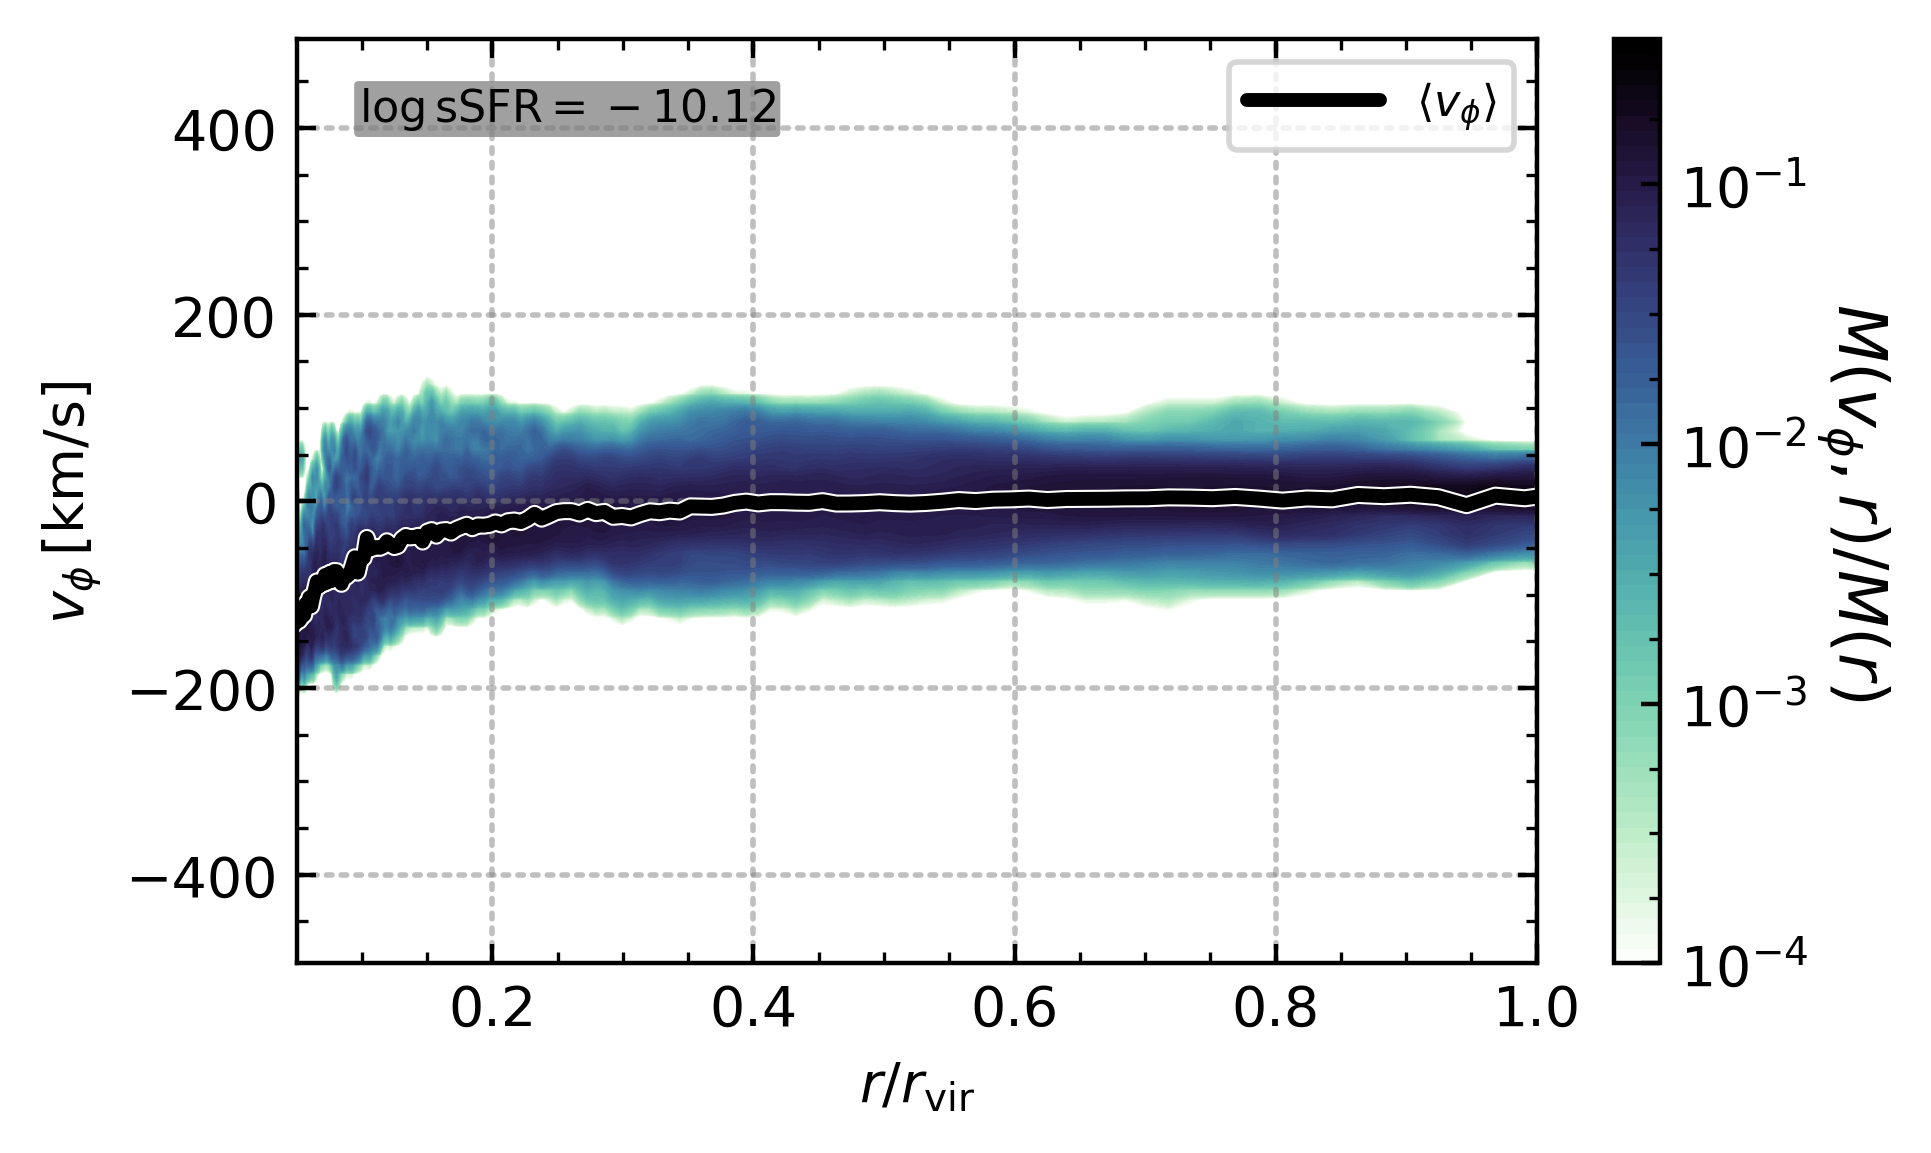 log sSFR = − 10.12
⟨v_ϕ⟩
400
200
0
−200
−400
v_ϕ [km/s]
0.2 0.4 0.6 0.8 1.0
r/r_vir
10⁻¹
10⁻²
10⁻³
10⁻⁴
M(v_ϕ, r)/M(r)